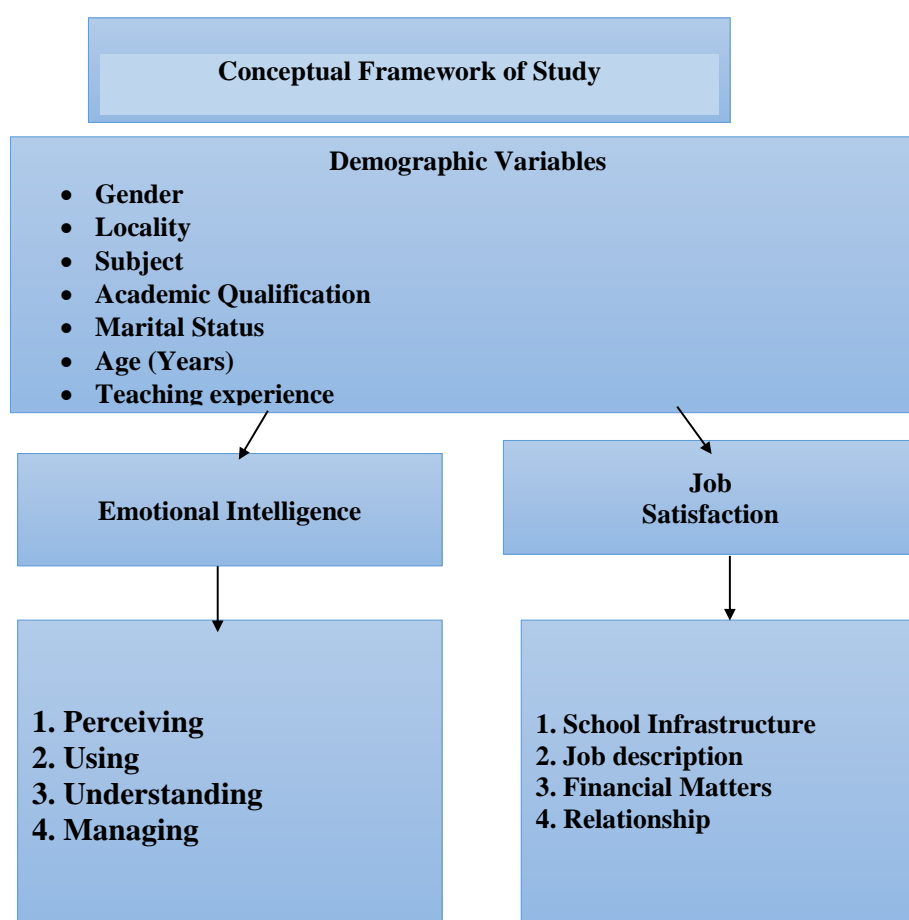 Conceptual Framework of Study
Demographic Variables
• Gender
• Locality
• Subject
• Academic Qualification
• Marital Status
• Age (Years)
• Teaching experience
Emotional Intelligence
Job
Satisfaction
1. Perceiving
2. Using
3. Understanding
4. Managing
1. School Infrastructure
2. Job description
3. Financial Matters
4. Relationship